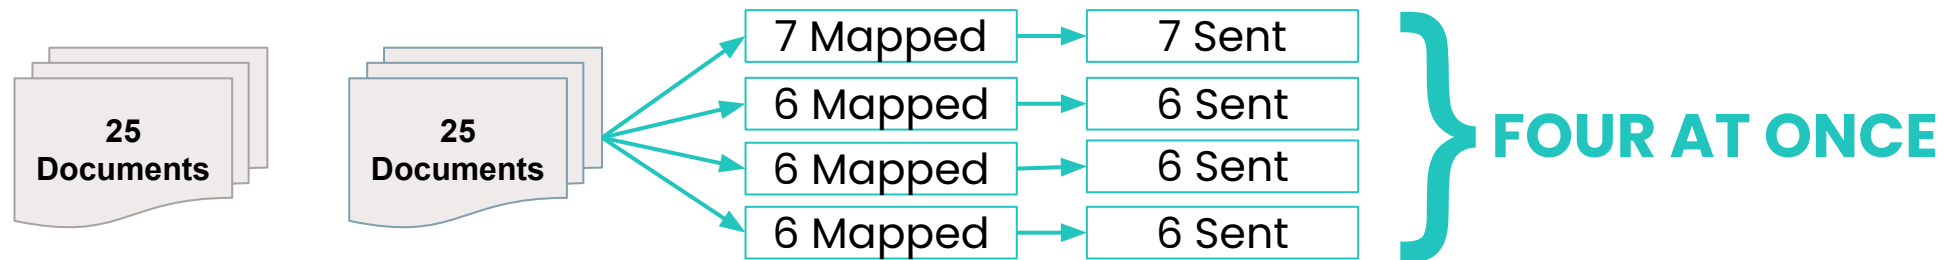 25
Documents
25
Documents
7 Mapped
7 Sent
6 Mapped
6 Sent
6 Mapped
6 Sent
6 Mapped
6 Sent
FOUR AT ONCE